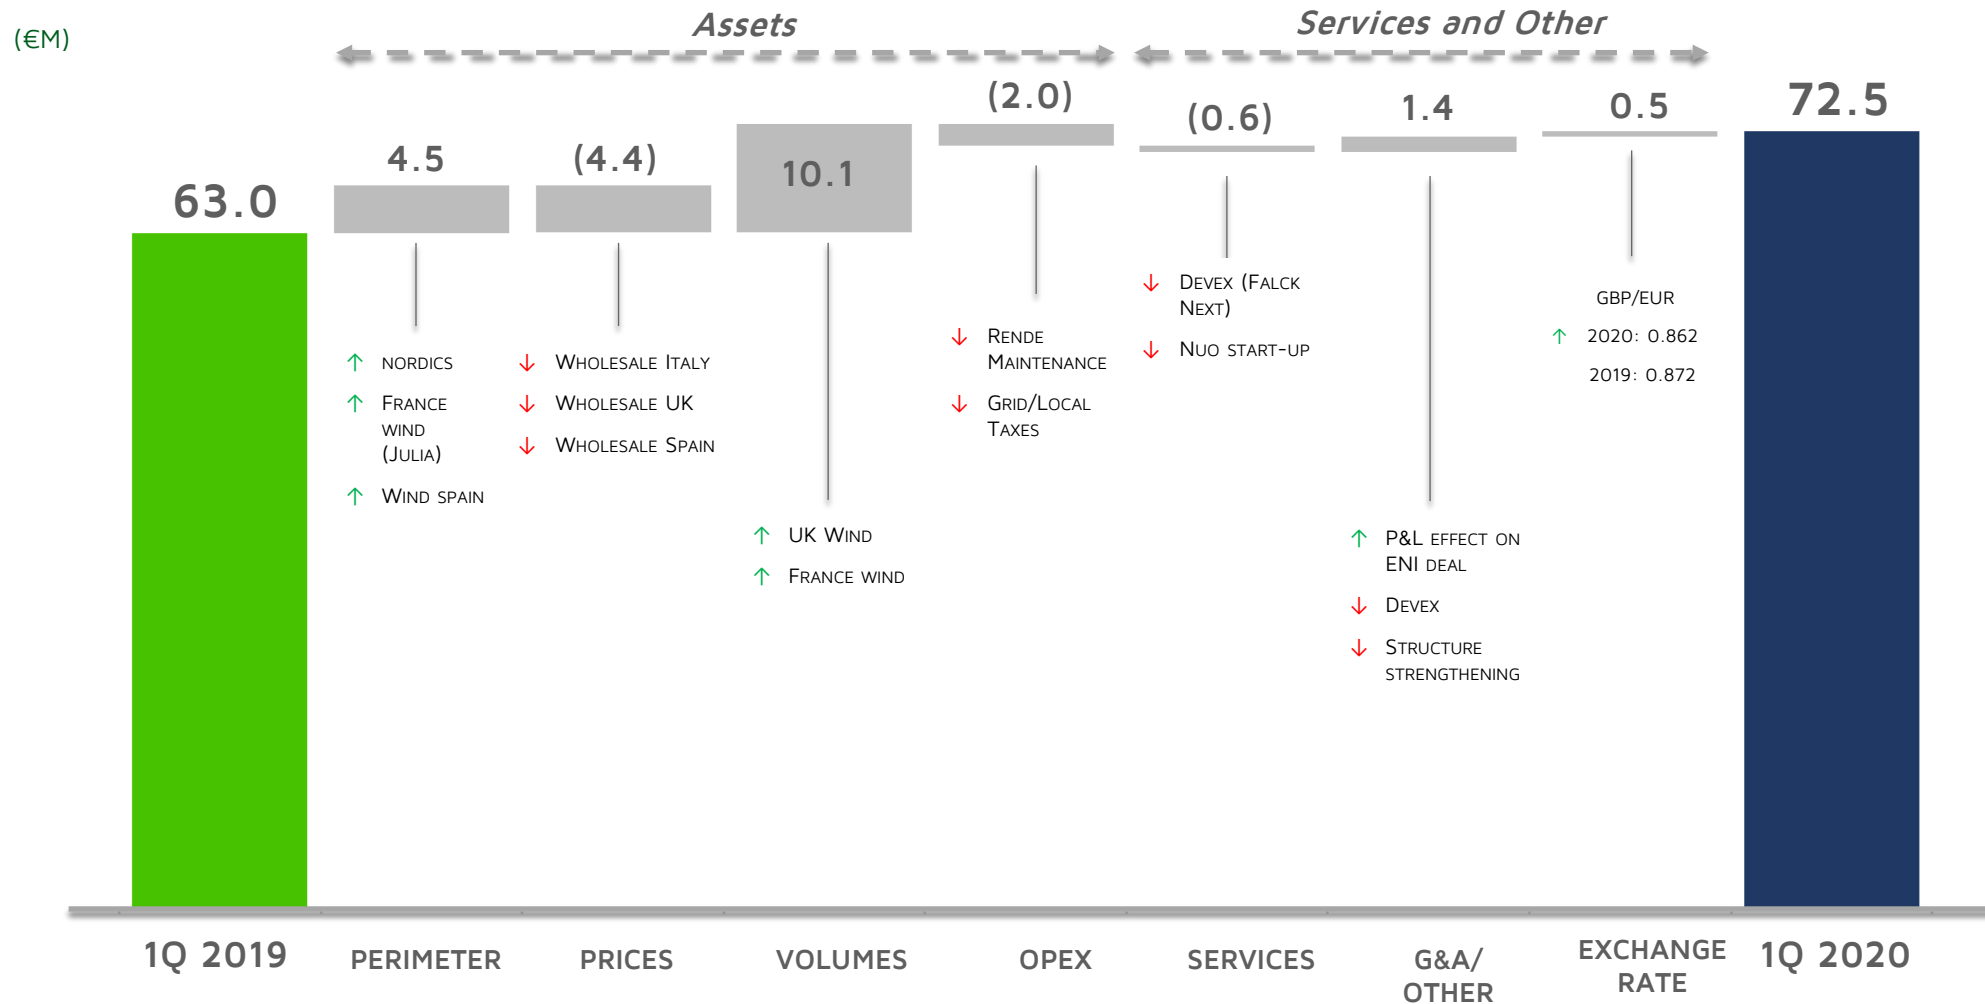 (€M)
Assets
Services and Other
63.0
4.5
(4.4)
10.1
(2.0)
(0.6)
1.4
0.5
72.5
↑ NORDICS
↑ FRANCE
WIND
(JULIA)
↑ WIND SPAIN
↓ WHOLESALE ITALY
↓ WHOLESALE UK
↓ WHOLESALE SPAIN
↑ UK WIND
↑ FRANCE WIND
↓ RENDE
MAINTENANCE
↓ GRID/LOCAL
TAXES
↓ DEVEX (FALCK
NEXT)
↓ NUO START-UP
↑ P&L EFFECT ON
ENI DEAL
↓ DEVEX
↓ STRUCTURE
STRENGTHENING
GBP/EUR
↑ 2020: 0.862
2019: 0.872
1Q 2019
PERIMETER
PRICES
VOLUMES
OPEX
SERVICES
G&A/
OTHER
EXCHANGE
RATE
1Q 2020